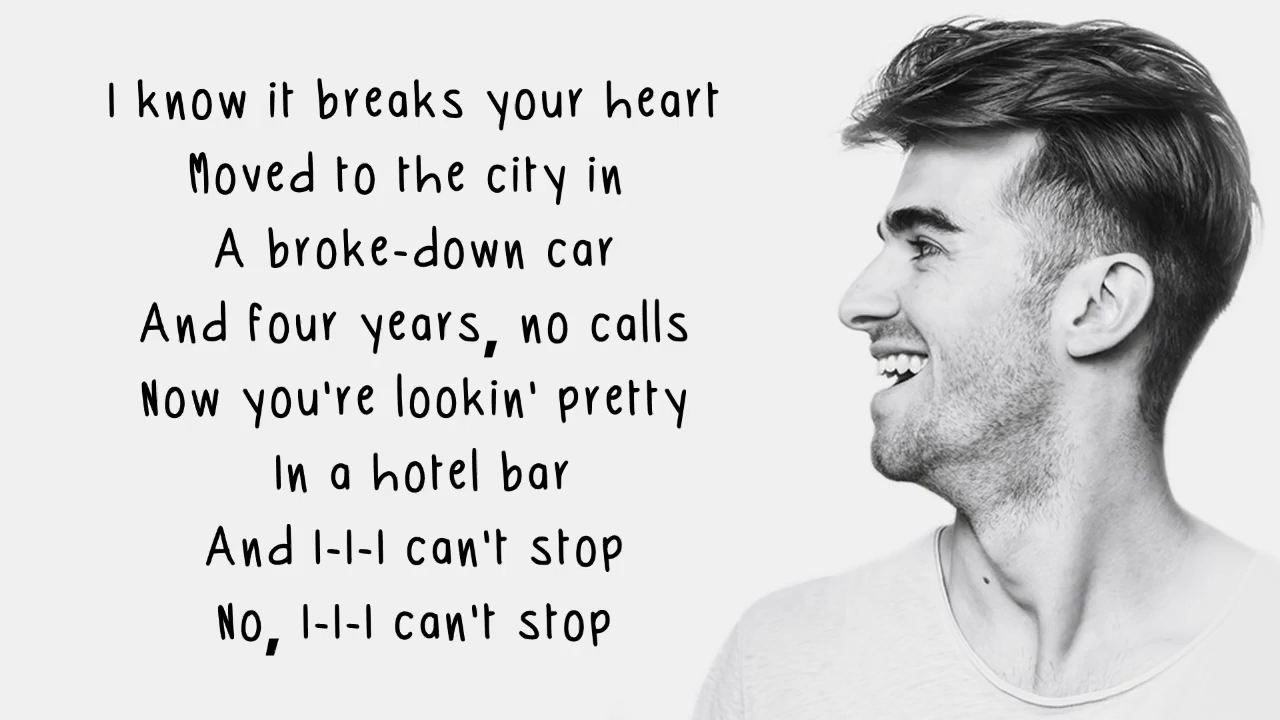 I know it breaks your heart
Moved to the city in
A broke-down car
And four years, no calls
Now you're lookin' pretty
In a hotel bar
And I-I-I can't stop
No, I-I-I can't stop